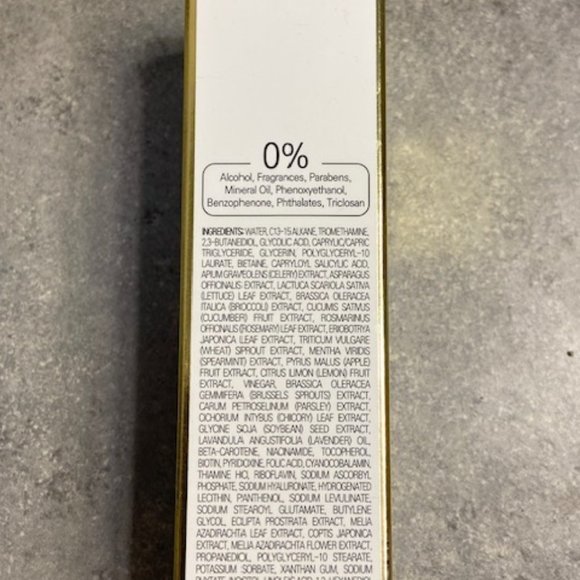 0%
Alcohol, Fragrances, Parabens,
Mineral Oil, Phenoxyethanol,
Benzophenone, Phthalates, Triclosan
INGREDIENTS: WATER, C13-15 ALKANE, TROMETHAMINE,
2,3-BUTANEDIOL, GLYCOLIC ACID, CAPRYLIC/CAPRIC
TRIGLYCERIDE, GLYCERIN, POLYGLYCERYL-10
LAURATE, BETAINE, CAPRYLOYL SALICYLIC ACID,
APIUM GRAVEOLENS (CELERY) EXTRACT, ASPARAGUS
OFFICINALIS EXTRACT, LACTUCA SCARIOLA SATIVA
(LETTUCE) LEAF EXTRACT, BRASSICA OLERACEA
ITALICA (BROCCOLI) EXTRACT, CUCUMIS SATIVUS
(CUCUMBER) FRUIT EXTRACT, ROSMARINUS
OFFICINALIS (ROSEMARY) LEAF EXTRACT, ERIOBOTRYA
JAPONICA LEAF EXTRACT, TRITICUM VULGARE
(WHEAT) SPROUT EXTRACT, MENTHA VIRIDIS
(SPEARMINT) EXTRACT, PYRUS MALUS (APPLE)
FRUIT EXTRACT, CITRUS LIMON (LEMON) FRUIT
EXTRACT, VINEGAR, BRASSICA OLERACEA
GEMMIFERA (BRUSSELS SPROUTS) EXTRACT,
CARUM PETROSELINUM (PARSLEY) EXTRACT,
CICHORIUM INTYBUS (CHICORY) LEAF EXTRACT,
GLYCINE SOJA (SOYBEAN) SEED EXTRACT,
LAVANDULA ANGUSTIFOLIA (LAVENDER) OIL,
BETA-CAROTENE, NIACINAMIDE, TOCOPHEROL,
BIOTIN, PYRIDOXINE, FOLIC ACID, CYANOCOBALAMIN,
THIAMINE HCl, RIBOFLAVIN, SODIUM ASCORBYL
PHOSPHATE, SODIUM HYALURONATE, HYDROGENATED
LECITHIN, PANTHENOL, SODIUM LEVULINATE,
SODIUM STEAROYL GLUTAMATE, BUTYLENE
GLYCOL, ECLIPTA PROSTRATA EXTRACT, MELIA
AZADIRACHTA LEAF EXTRACT, COPTIS JAPONICA
EXTRACT, MELIA AZADIRACHTA FLOWER EXTRACT,
PROPANEDIOL, POLYGLYCERYL-10 STEARATE,
POTASSIUM SORBATE, XANTHAN GUM, SODIUM